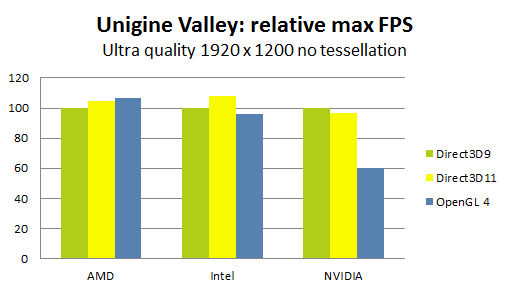 Unigine Valley: relative max FPS
Ultra quality 1920 x 1200 no tessellation
120
100
80
60
40
20
0
AMD
Intel
NVIDIA
Direct3D9
Direct3D11
OpenGL 4